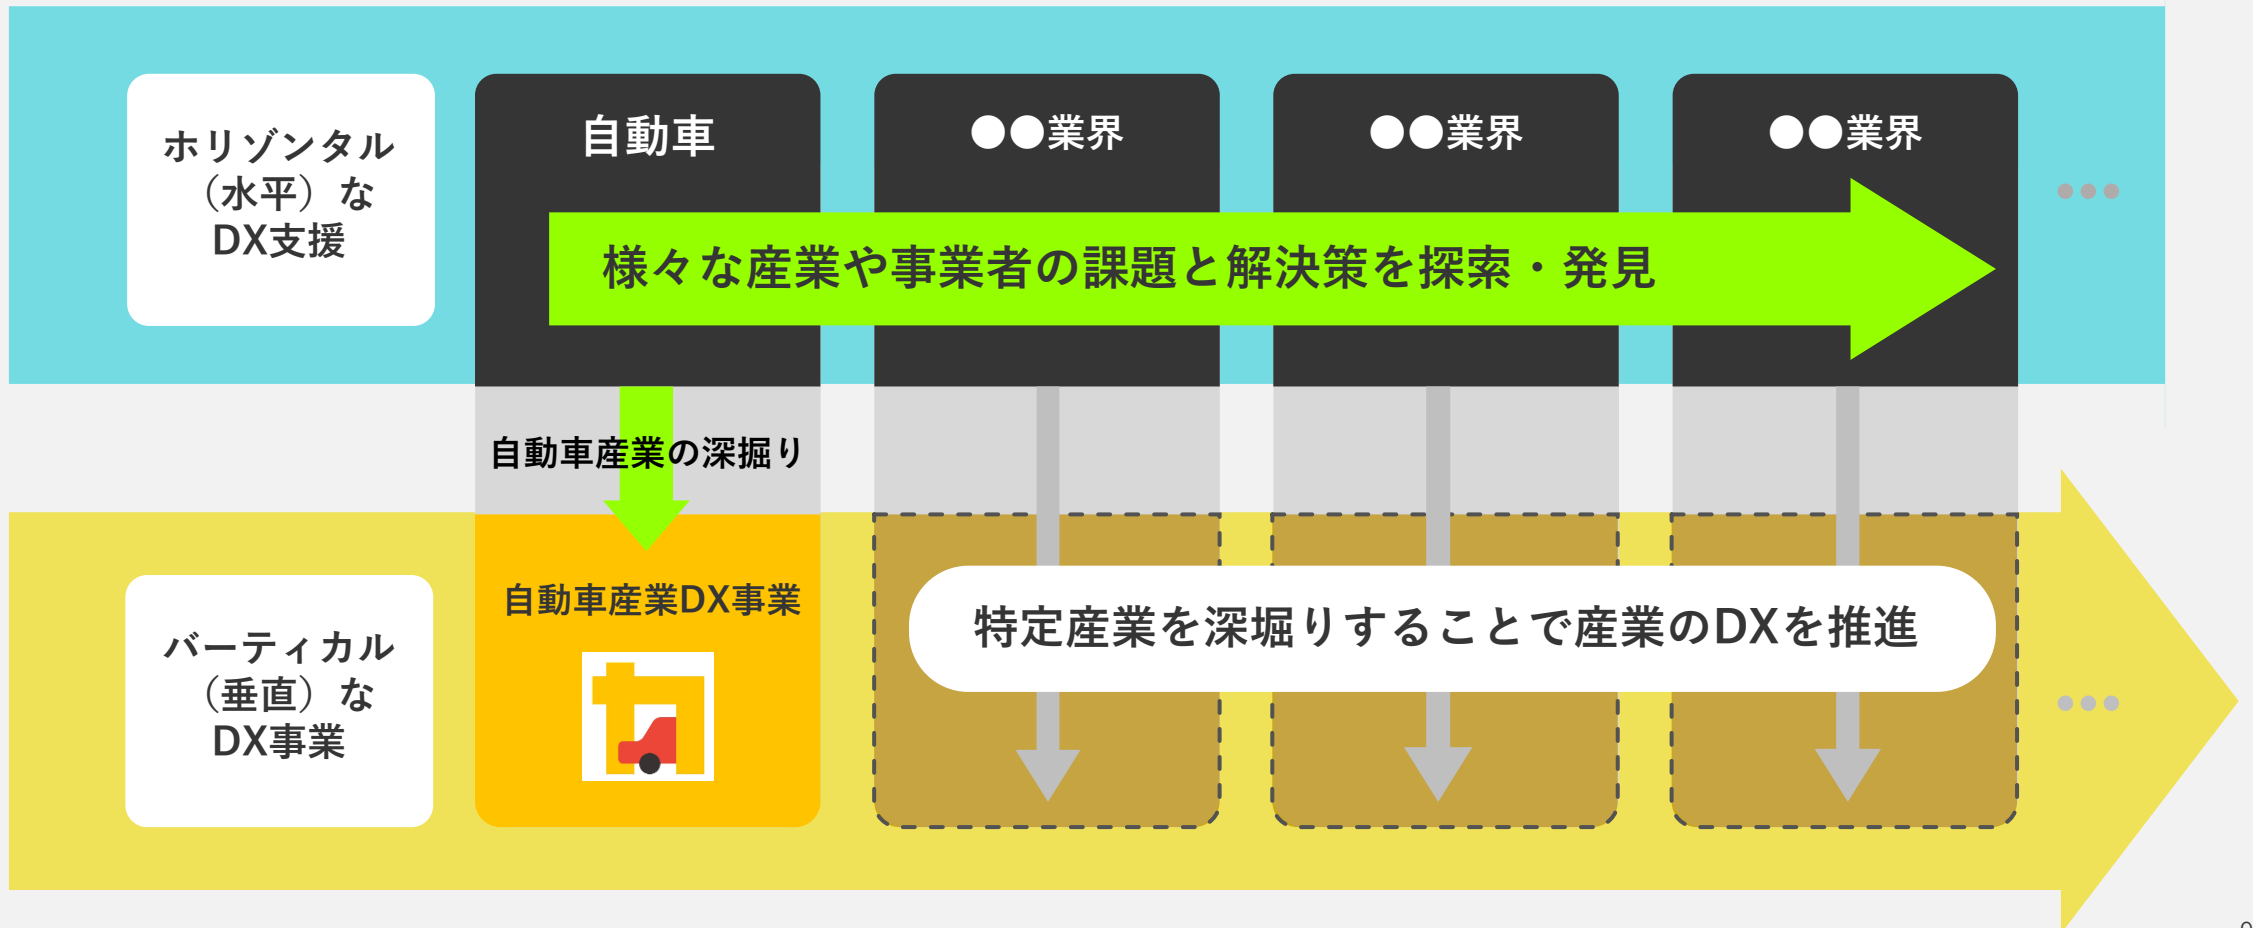 ホリゾンタル
（水平）な
DX支援
自動車
●●業界
●●業界
●●業界
様々な産業や事業者の課題と解決策を探索・発見
自動車産業の深掘り
バーティカル
（垂直）な
DX事業
自動車産業DX事業
特定産業を深堀りすることで産業のDXを推進